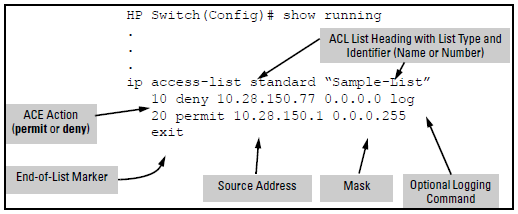 HP Switch(Config)# show running
.
.
.
ACL List Heading with List Type and
Identifier (Name or Number)
ip access-list standard “Sample-List”
10 deny 10.28.150.77 0.0.0.0 log
20 permit 10.28.150.1 0.0.0.255
exit
ACE Action
(permit or deny)
End-of-List Marker
Source Address
Mask
Optional Logging
Command